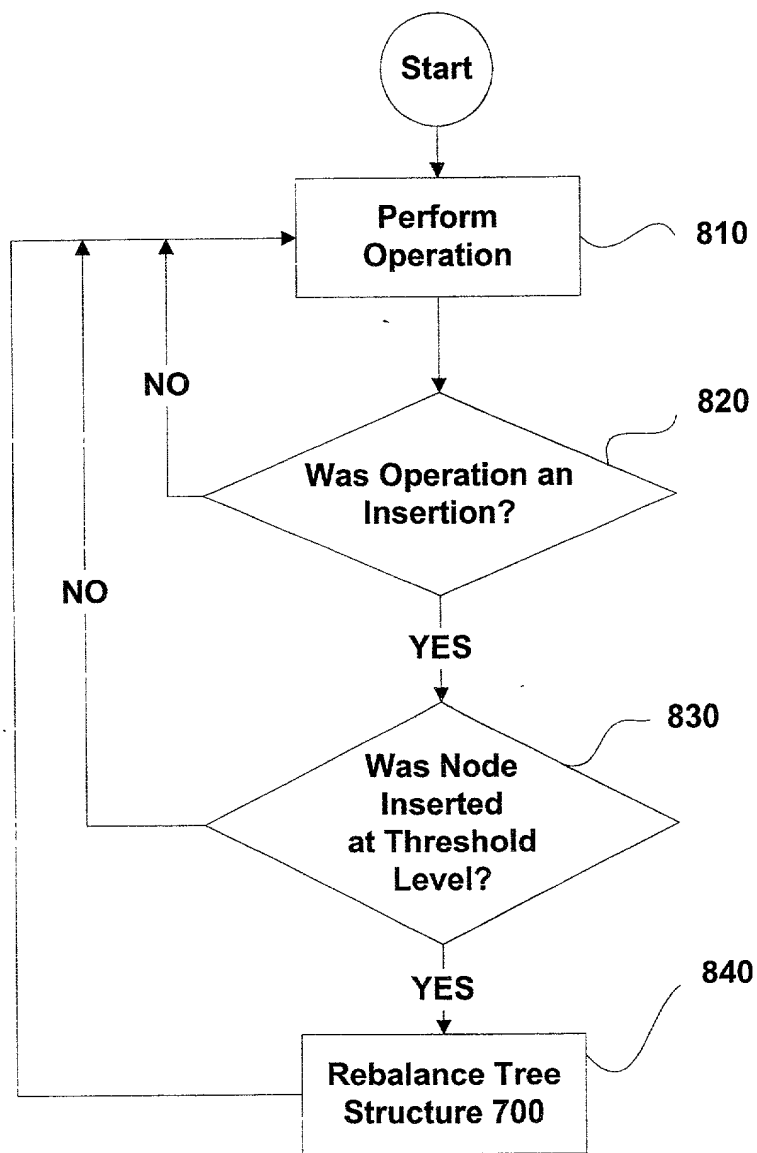 Start
Perform
Operation
810
NO
820
Was Operation an
Insertion?
NO
YES
830
Was Node
Inserted
at Threshold
Level?
YES
840
Rebalance Tree
Structure 700